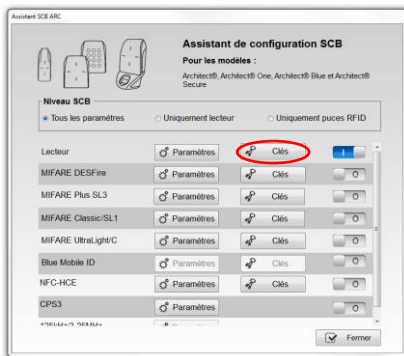 Assistant SCB ARC
Assistant de configuration SCB
Pour les modèles :
Architect®, Architect® One, Architect® Blue et Architect®
Secure
Niveau SCB
Tous les paramètres Uniquement lecteur Uniquement puces RFID
Lecteur Paramètres Clés I
MIFARE DESFire Paramètres Clés O
MIFARE Plus SL3 Paramètres Clés O
MIFARE Classic/SL1 Paramètres Clés O
MIFARE UltraLight/C Paramètres Clés O
Blue Mobile ID Paramètres Clés O
NFC-HCE Paramètres Clés O
CPS3 Paramètres O
Fermer